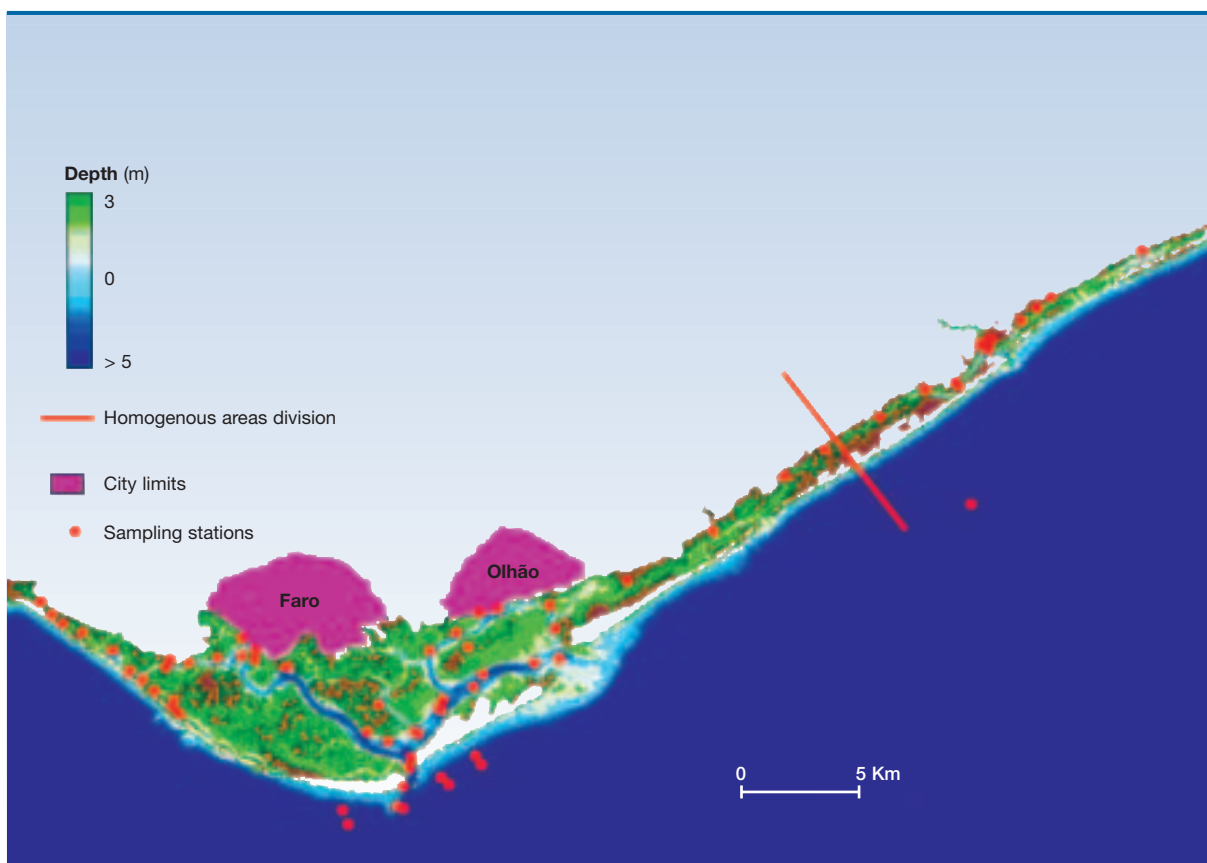 Depth (m)
3
0
> 5
Homogenous areas division
City limits
Sampling stations
Olhão
Faro
0 5 Km